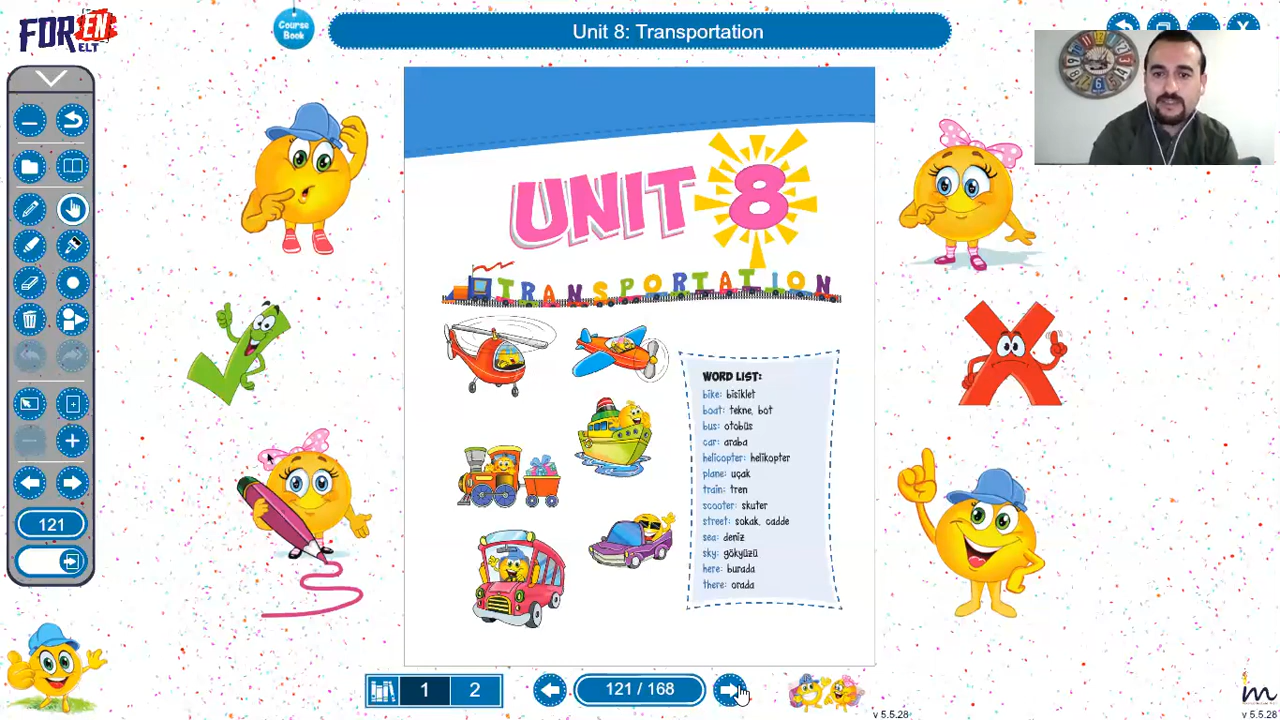 FOREN
ELT
Course
Book
Unit 8: Transportation
UNIT 8
TRANSPORTATION
WORD LIST:
bike: bisiklet
boat: tekne, bot
bus: otobüs
car: araba
helicopter: helikopter
plane: uçak
train: tren
scooter: skuter
street: sokak, cadde
sea: deniz
sky: gökyüzü
here: burada
there: orada
121
1 2
121 / 168
v 5.5.28
v 5.5.28